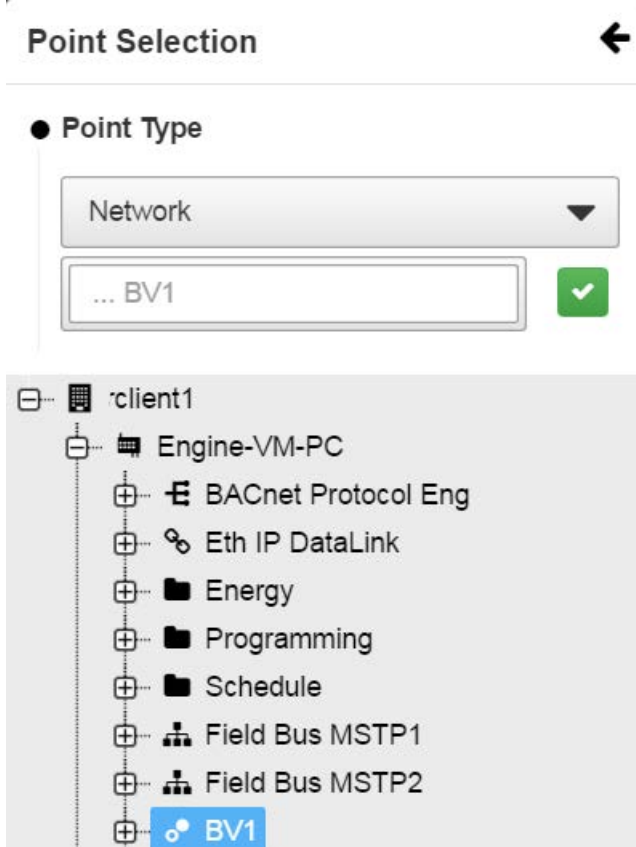 Point Selection
Point Type
Network
... BV1
rclient1
Engine-VM-PC
BACnet Protocol Eng
Eth IP DataLink
Energy
Programming
Schedule
Field Bus MSTP1
Field Bus MSTP2
BV1